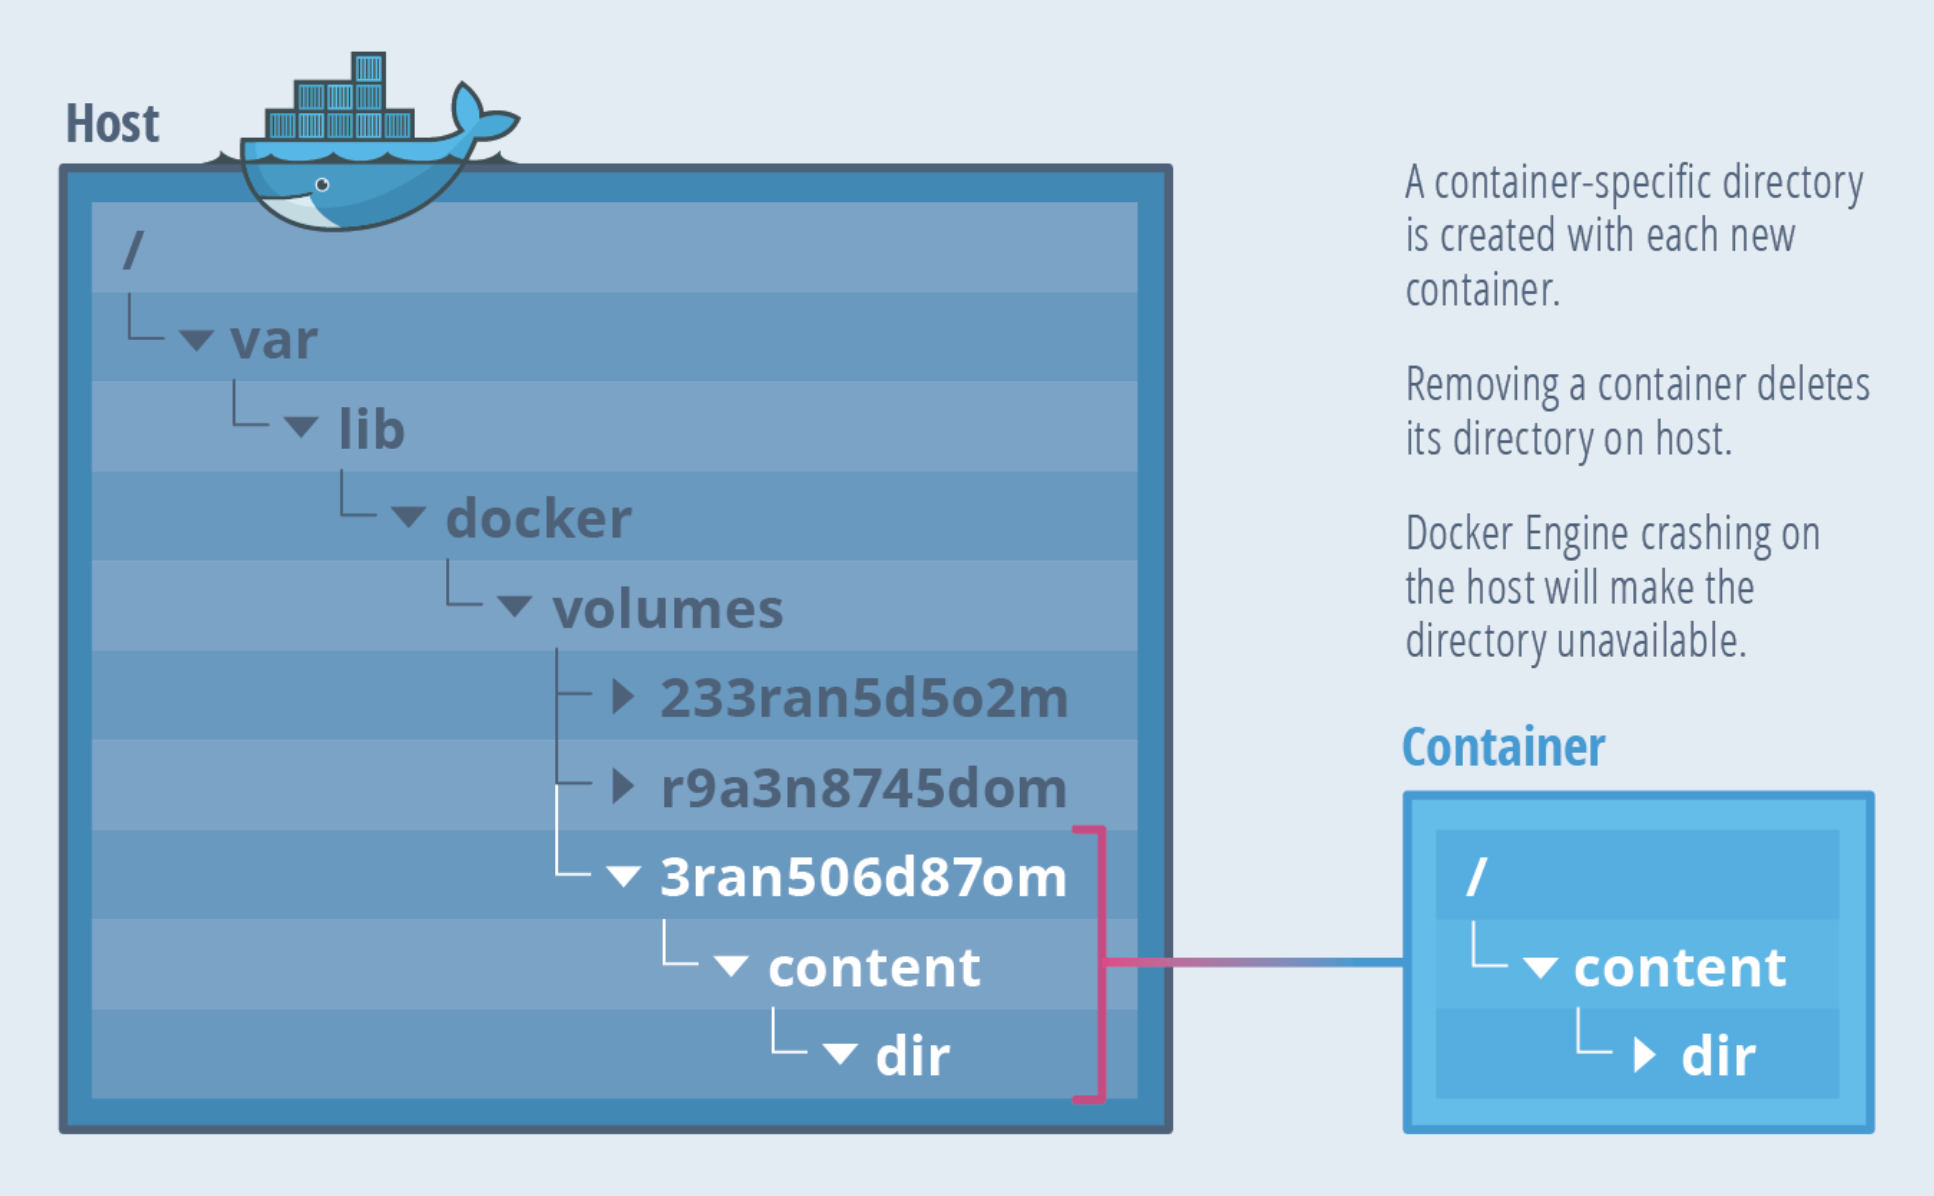 Host
/
var
lib
docker
volumes
233ran5d5o2m
r9a3n8745dom
3ran506d87om
content
dir
A container-specific directory
is created with each new
container.
Removing a container deletes
its directory on host.
Docker Engine crashing on
the host will make the
directory unavailable.
Container
/
content
dir